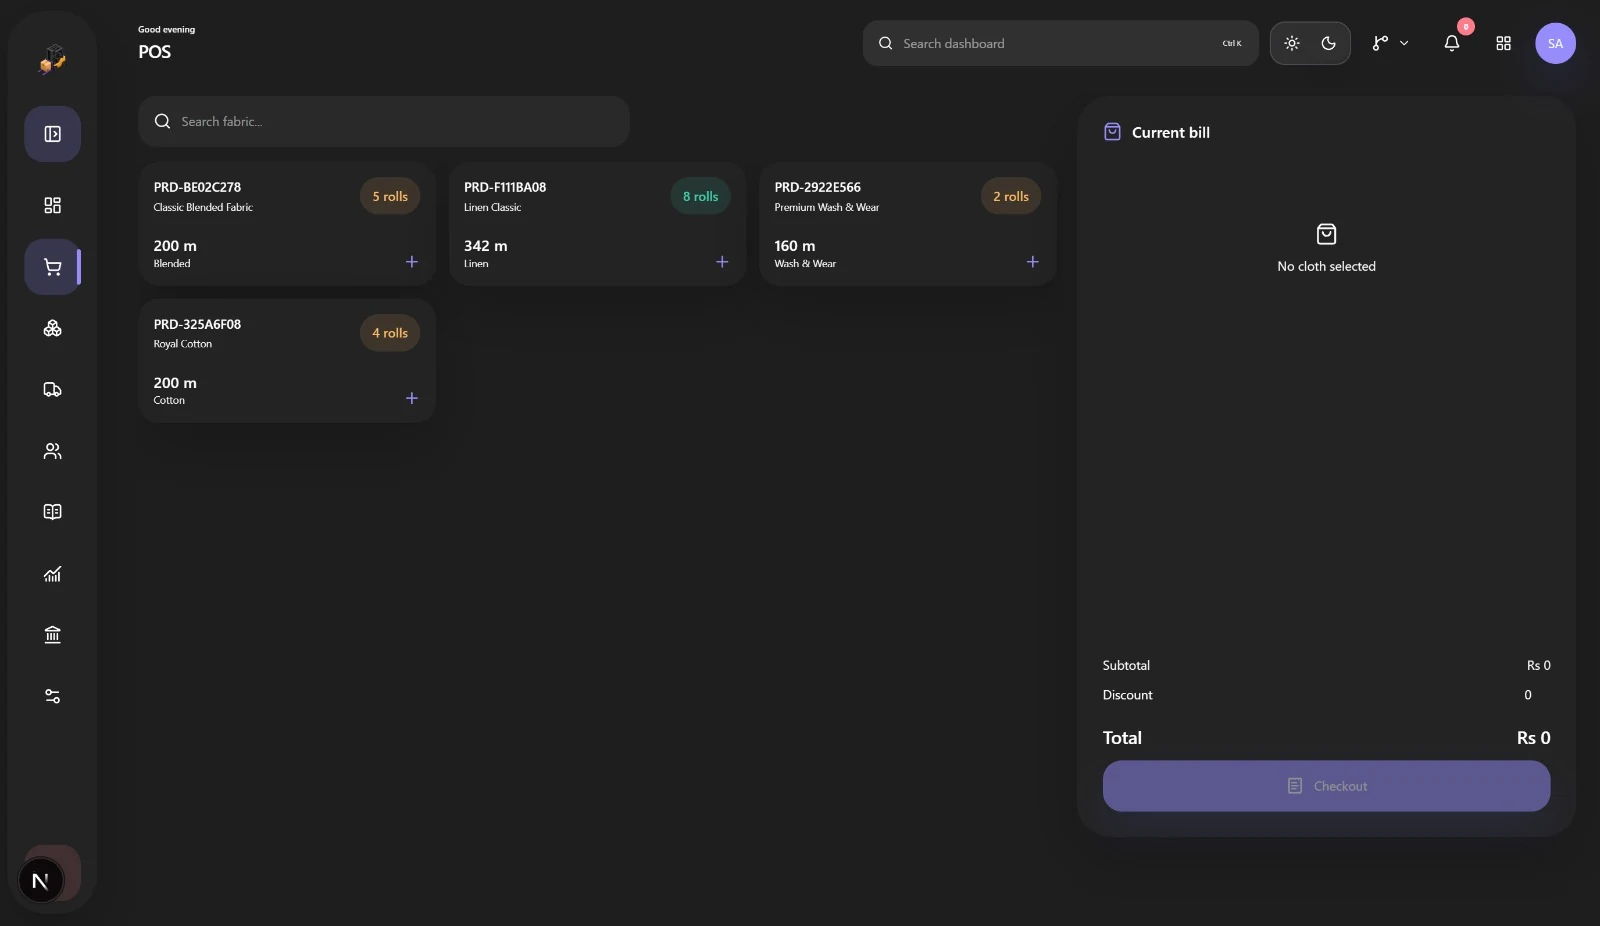 Good evening
POS
Search dashboard
Ctrl K
0
SA
Search fabric...
PRD-BE02C278
Classic Blended Fabric
5 rolls
200 m
Blended
PRD-F111BA08
Linen Classic
8 rolls
342 m
Linen
PRD-2922E566
Premium Wash & Wear
2 rolls
160 m
Wash & Wear
PRD-325A6F08
Royal Cotton
4 rolls
200 m
Cotton
Current bill
No cloth selected
Subtotal Rs 0
Discount 0
Total Rs 0
Checkout
N